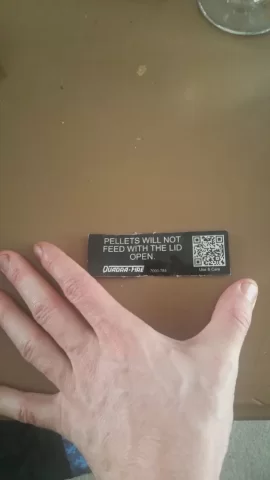 PELLETS WILL NOT
FEED WITH THE LID
OPEN.
QUADRA-FIRE
Use & Care